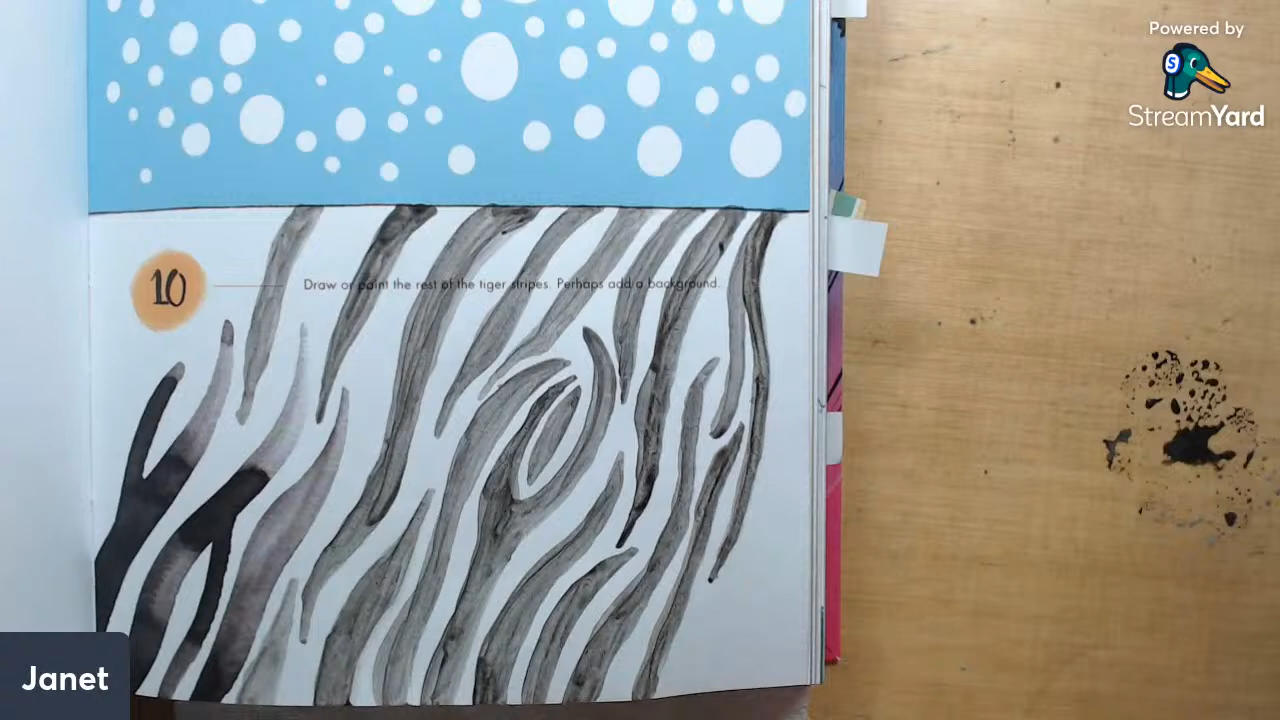 Powered by
StreamYard
10
Draw or paint the rest of the tiger stripes. Perhaps add a background.
Janet